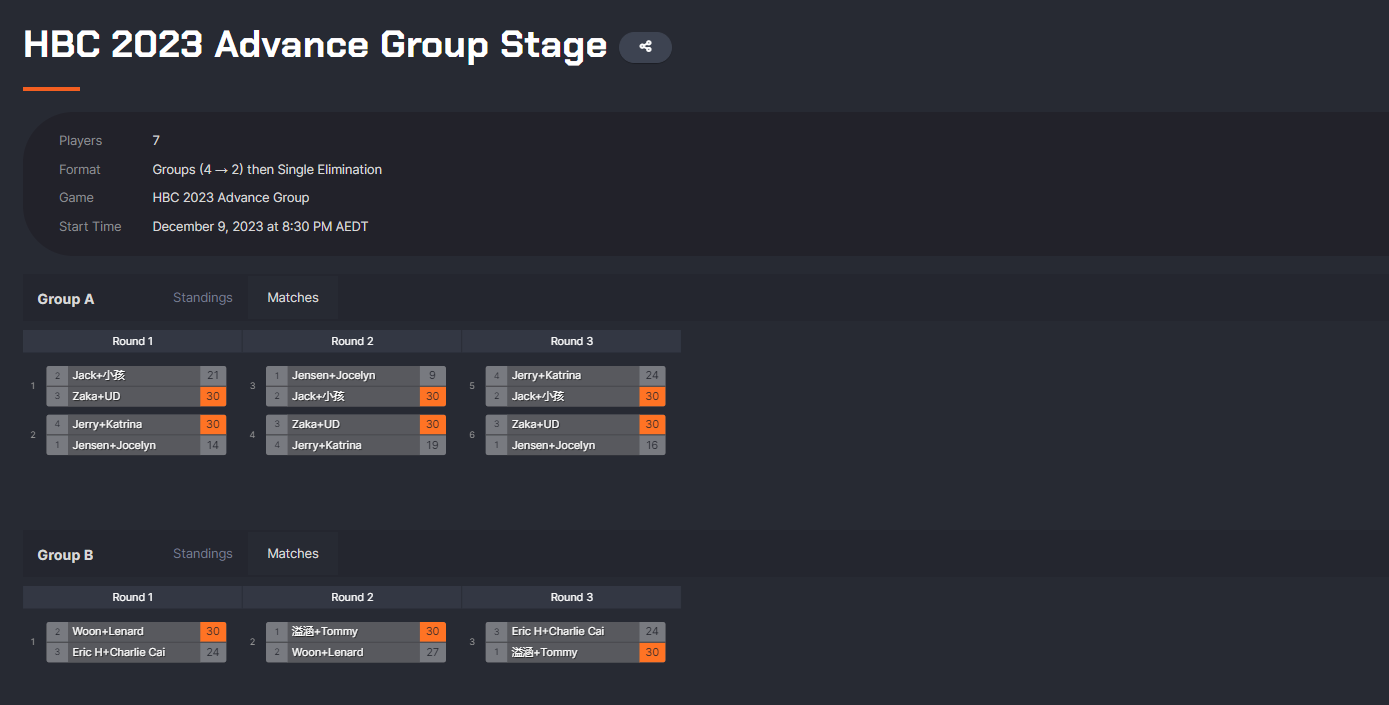 HBC 2023 Advance Group Stage
Players 7
Format Groups (4 → 2) then Single Elimination
Game HBC 2023 Advance Group
Start Time December 9, 2023 at 8:30 PM AEDT
Group A Standings Matches
Round 1 Round 2 Round 3
1 2 Jack+小孩 21
3 Zaka+UD 30
2 4 Jerry+Katrina 30
1 Jensen+Jocelyn 14
3 1 Jensen+Jocelyn 9
2 Jack+小孩 30
4 3 Zaka+UD 30
4 Jerry+Katrina 19
5 4 Jerry+Katrina 24
2 Jack+小孩 30
6 3 Zaka+UD 30
1 Jensen+Jocelyn 16
Group B Standings Matches
Round 1 Round 2 Round 3
1 2 Woon+Lenard 30
3 Eric H+Charlie Cai 24
2 1 溢涵+Tommy 30
2 Woon+Lenard 27
3 3 Eric H+Charlie Cai 24
1 溢涵+Tommy 30